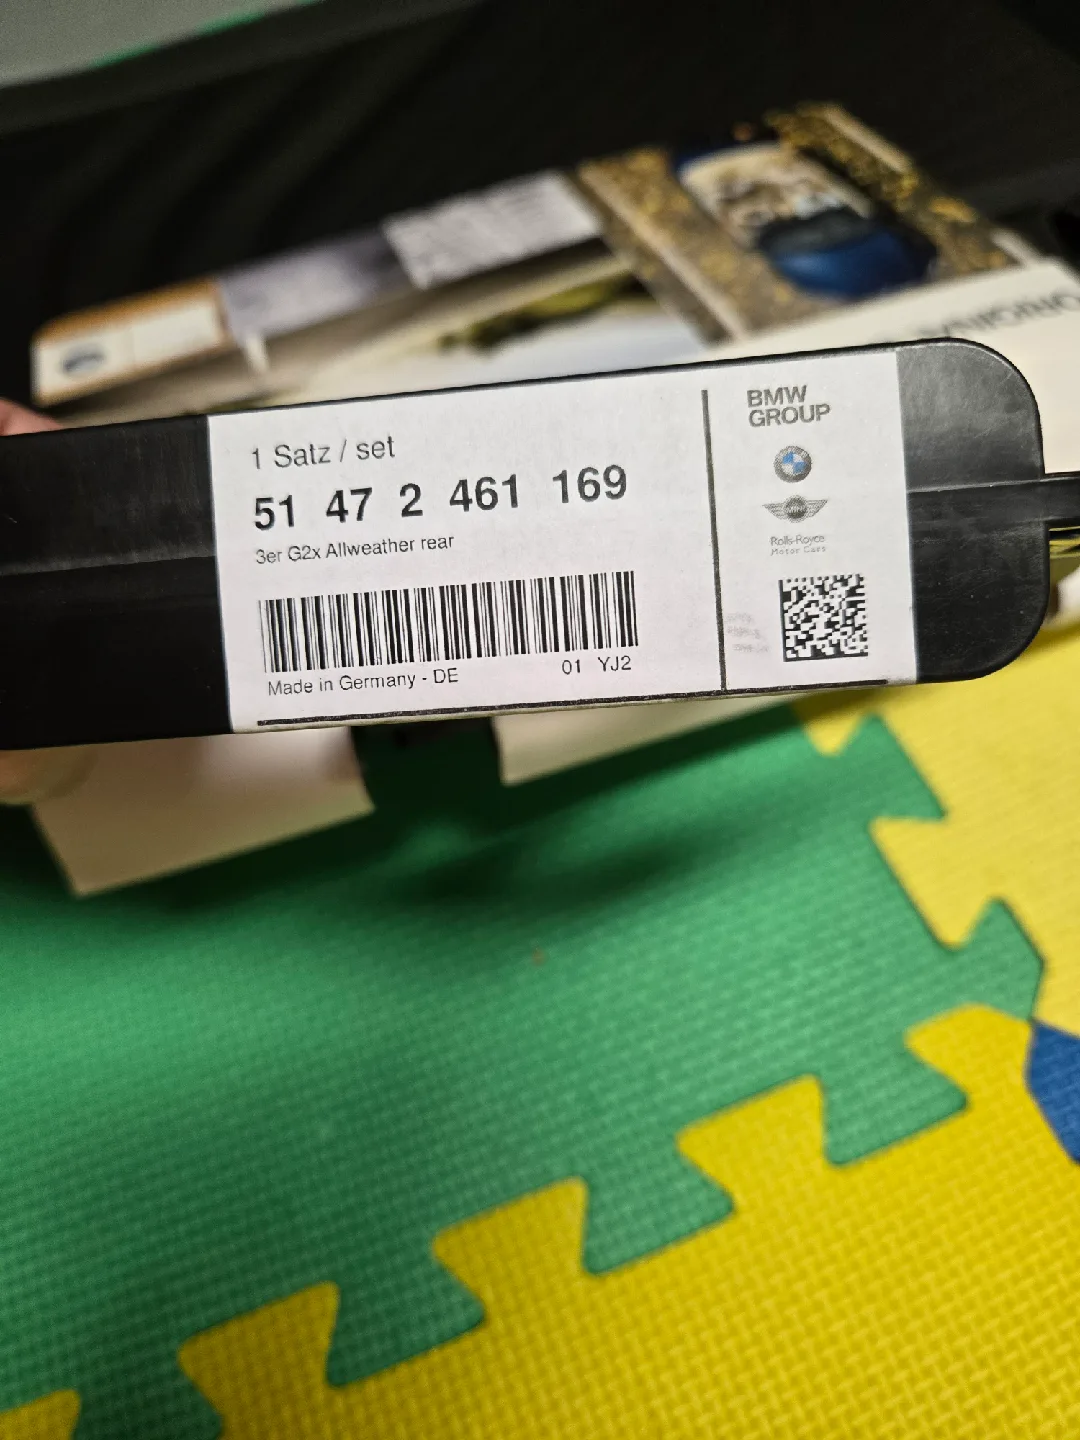 1 Satz / set
51 47 2 461 169
3er G2x Allweather rear
Made in Germany - DE
01 YJ2
BMW
GROUP
MINI
Rolls-Royce
Motor Cars